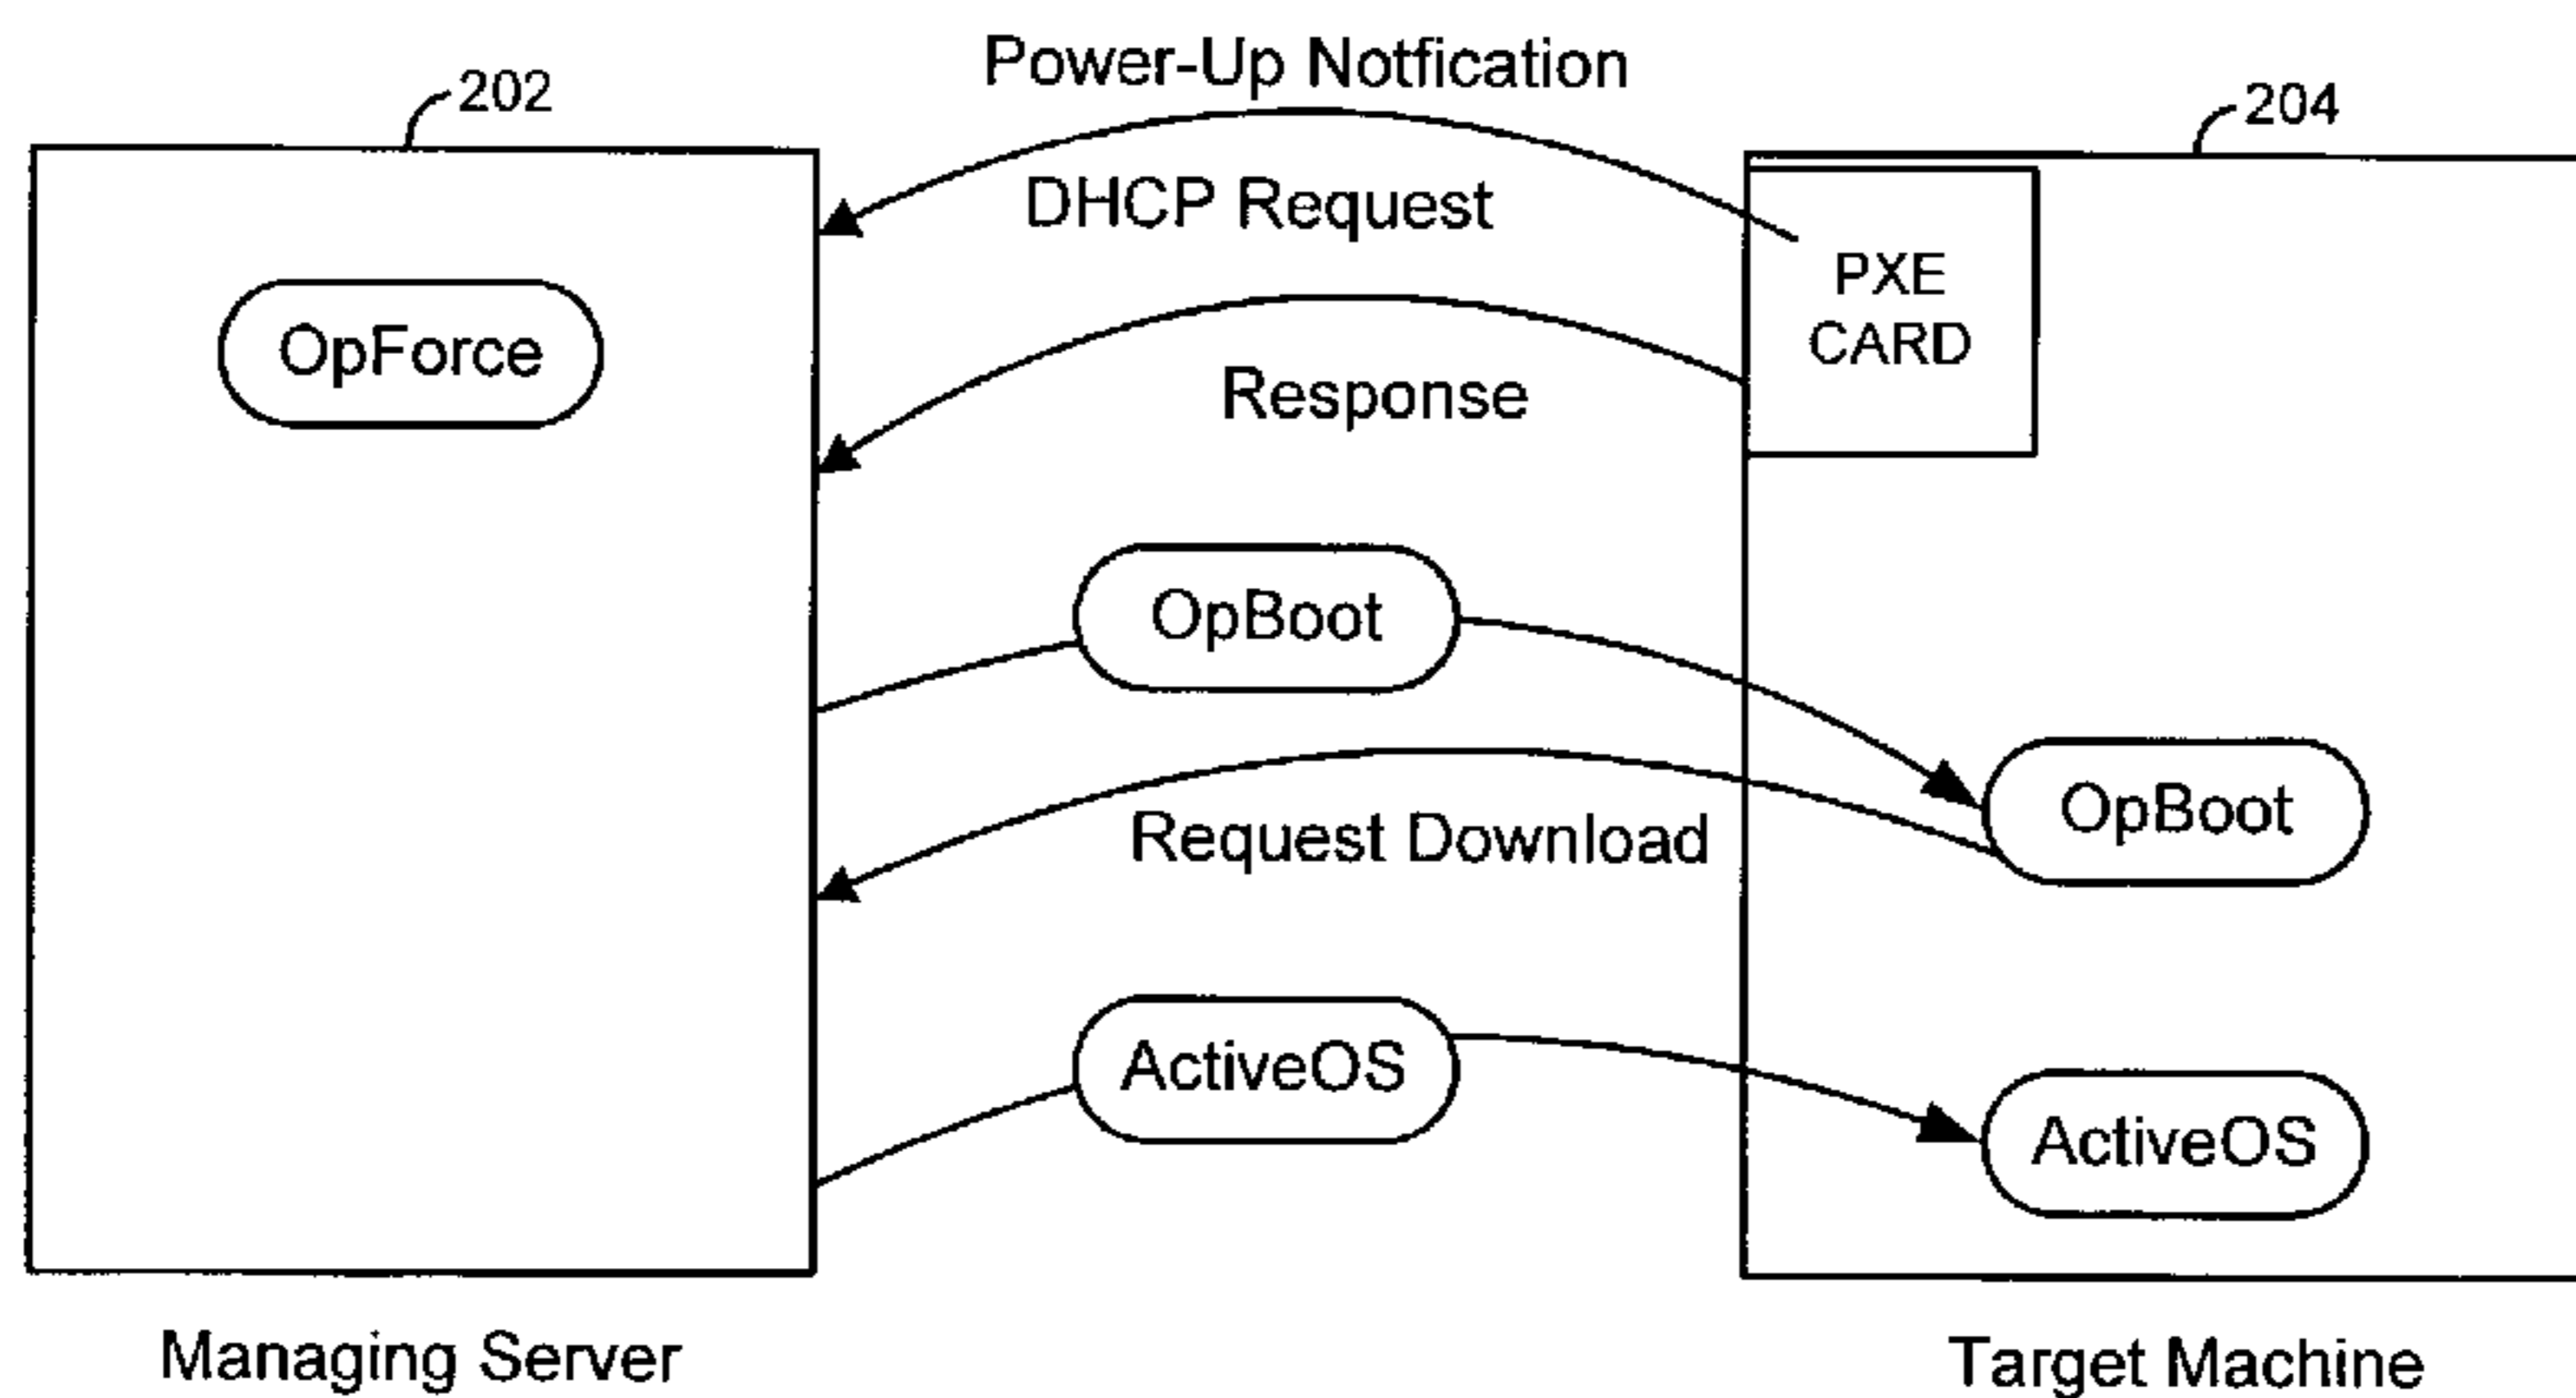 Power-Up Notfication
202
204
DHCP Request
PXE
CARD
OpForce
Response
OpBoot
OpBoot
Request Download
ActiveOS
ActiveOS
Managing Server
Target Machine